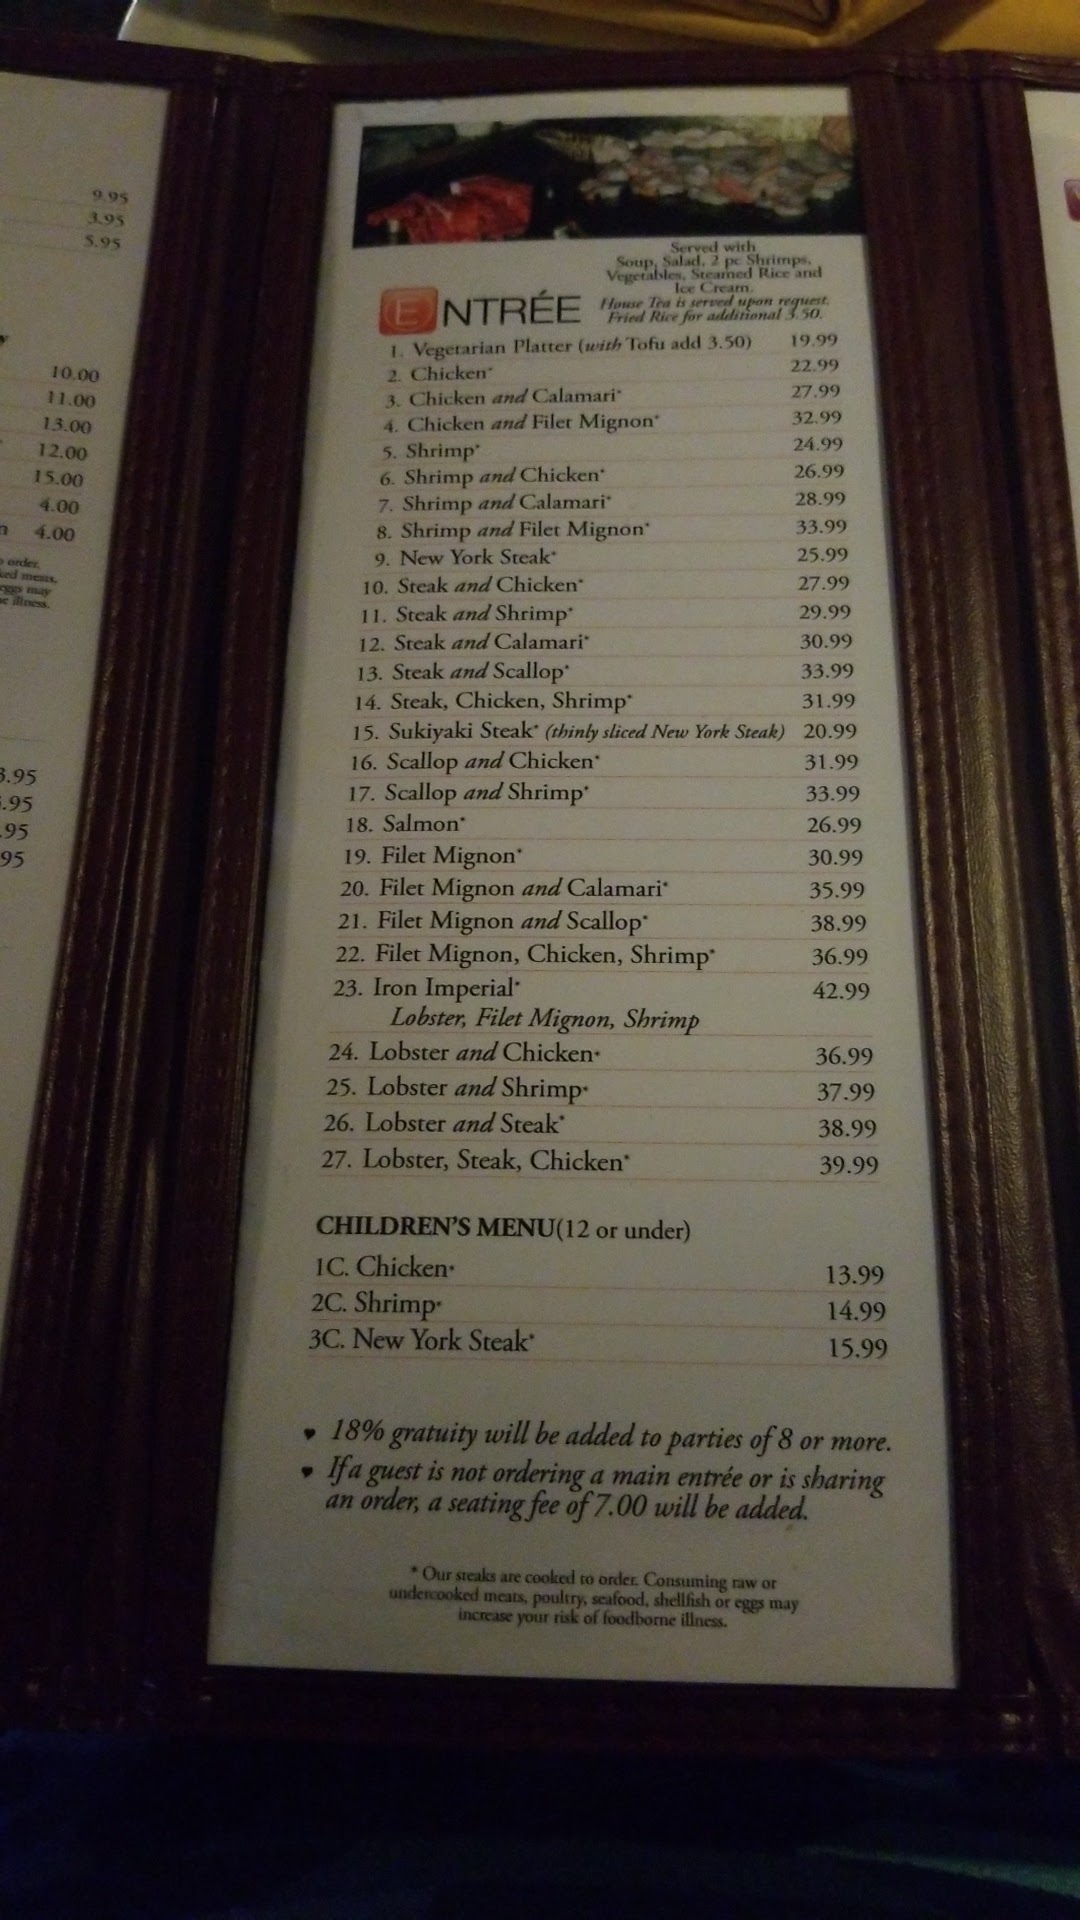 9.95
3.95
5.95
10.00
11.00
13.00
12.00
15.00
4.00
4.00
order.
meats,
eggs may
illness.
.95
.95
.95
95
ENTRÉE
Served with
Soup, Salad, 2 pc Shrimps,
Vegetables, Steamed Rice and
Ice Cream.
House Tea is served upon request.
Fried Rice for additional 3.50.
1. Vegetarian Platter (with Tofu add 3.50) 19.99
2. Chicken* 22.99
3. Chicken and Calamari* 27.99
4. Chicken and Filet Mignon* 32.99
5. Shrimp* 24.99
6. Shrimp and Chicken* 26.99
7. Shrimp and Calamari* 28.99
8. Shrimp and Filet Mignon* 33.99
9. New York Steak* 25.99
10. Steak and Chicken* 27.99
11. Steak and Shrimp* 29.99
12. Steak and Calamari* 30.99
13. Steak and Scallop* 33.99
14. Steak, Chicken, Shrimp* 31.99
15. Sukiyaki Steak* (thinly sliced New York Steak) 20.99
16. Scallop and Chicken* 31.99
17. Scallop and Shrimp* 33.99
18. Salmon* 26.99
19. Filet Mignon* 30.99
20. Filet Mignon and Calamari* 35.99
21. Filet Mignon and Scallop* 38.99
22. Filet Mignon, Chicken, Shrimp* 36.99
23. Iron Imperial* 42.99
Lobster, Filet Mignon, Shrimp
24. Lobster and Chicken* 36.99
25. Lobster and Shrimp* 37.99
26. Lobster and Steak* 38.99
27. Lobster, Steak, Chicken* 39.99
CHILDREN'S MENU(12 or under)
1C. Chicken* 13.99
2C. Shrimp* 14.99
3C. New York Steak* 15.99
♥ 18% gratuity will be added to parties of 8 or more.
♥ If a guest is not ordering a main entrée or is sharing
an order, a seating fee of 7.00 will be added.
* Our steaks are cooked to order. Consuming raw or
undercooked meats, poultry, seafood, shellfish or eggs may
increase your risk of foodborne illness.